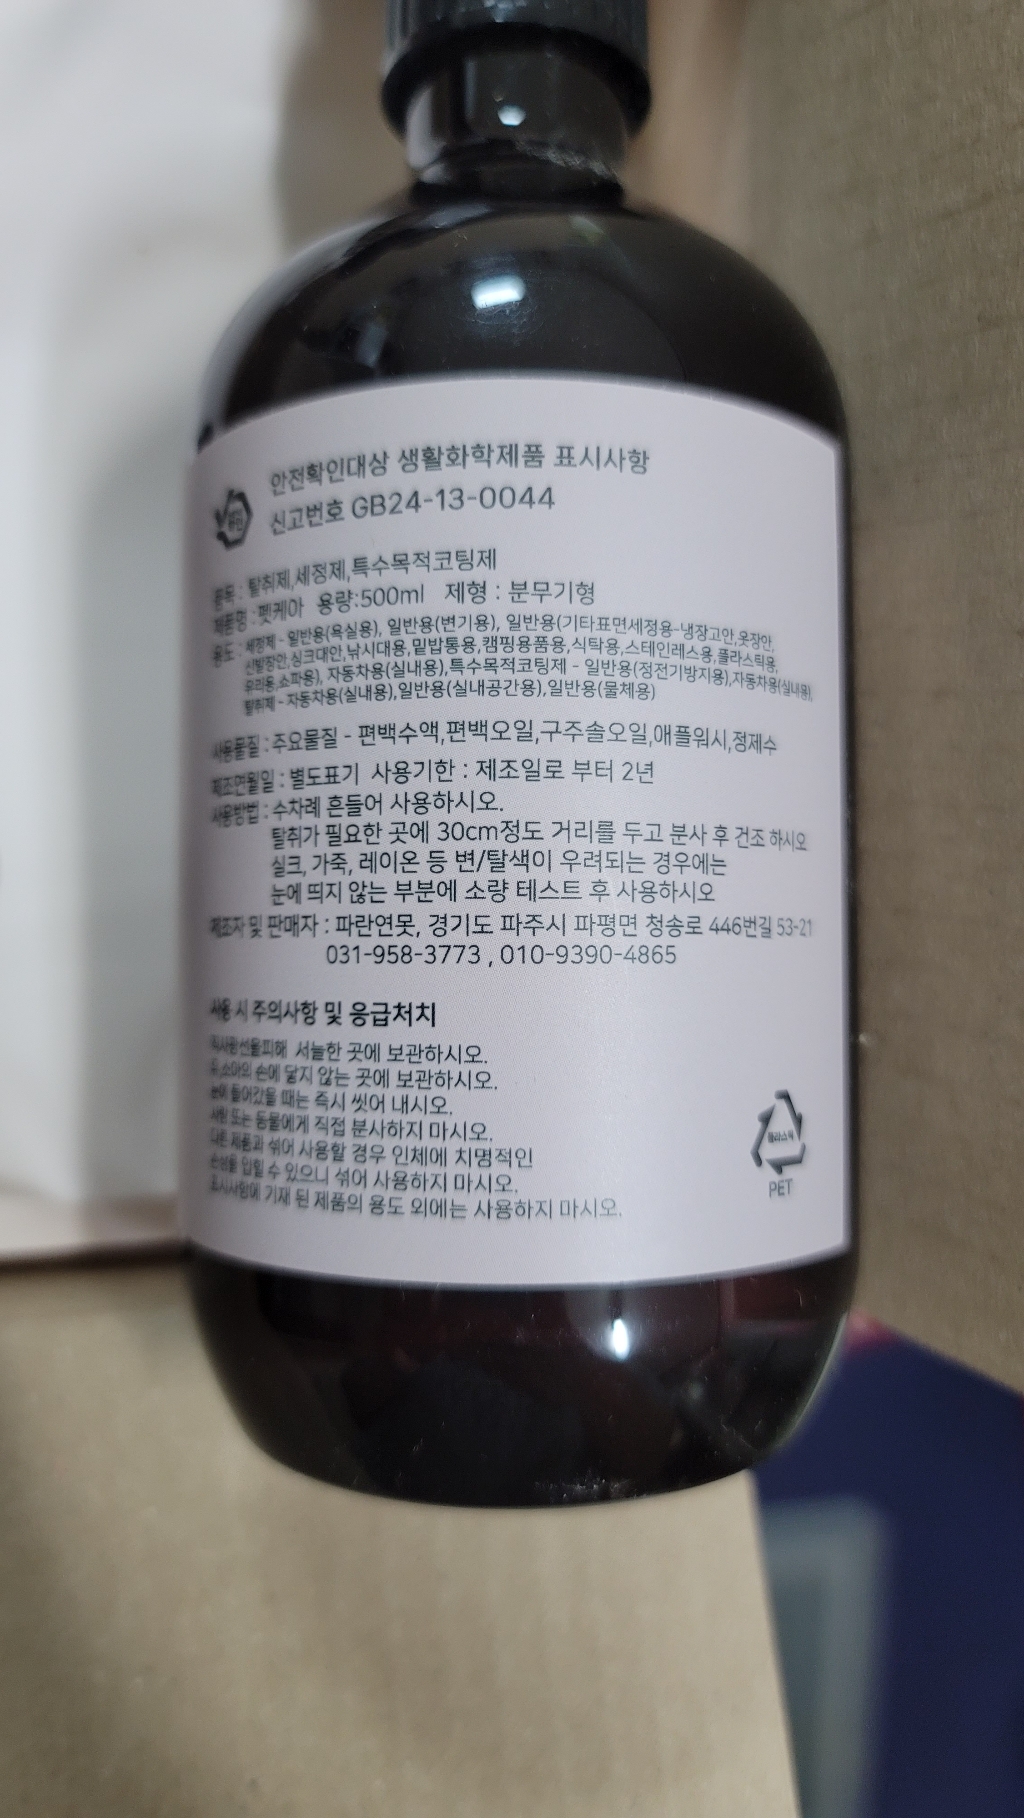 안전확인대상 생활화학제품 표시사항
신고번호 GB24-13-0044
품목 : 탈취제,세정제,특수목적코팅제
제품명 : 펫케아 용량:500ml 제형 : 분무기형
용도 : 세정제 - 일반용(욕실용), 일반용(변기용), 일반용(기타표면세정용-냉장고안,옷장안,
신발장안,싱크대안,낚시대용,밑밥통용,캠핑용품용,식탁용,스테인레스용,플라스틱용,
유리용,쇼파용), 자동차용(실내용),특수목적코팅제 - 일반용(정전기방지용),자동차용(실내용),
탈취제 - 자동차용(실내용),일반용(실내공간용),일반용(물체용)
사용물질 : 주요물질 - 편백수액,편백오일,구주솔오일,애플워시,정제수
제조연월일 : 별도표기 사용기한 : 제조일로 부터 2년
사용방법 : 수차례 흔들어 사용하시오.
탈취가 필요한 곳에 30cm정도 거리를 두고 분사 후 건조 하시오
실크, 가죽, 레이온 등 변/탈색이 우려되는 경우에는
눈에 띄지 않는 부분에 소량 테스트 후 사용하시오
제조자 및 판매자 : 파란연못, 경기도 파주시 파평면 청송로 446번길 53-21
031-958-3773 , 010-9390-4865
사용 시 주의사항 및 응급처치
직사광선을피해 서늘한 곳에 보관하시오.
유,소아의 손에 닿지 않는 곳에 보관하시오.
눈에 들어갔을 때는 즉시 씻어 내시오.
사람 또는 동물에게 직접 분사하지 마시오.
다른 제품과 섞어 사용할 경우 인체에 치명적인
손상을 입힐 수 있으니 섞어 사용하지 마시오.
표시사항에 기재 된 제품의 용도 외에는 사용하지 마시오.
플라스틱
PET